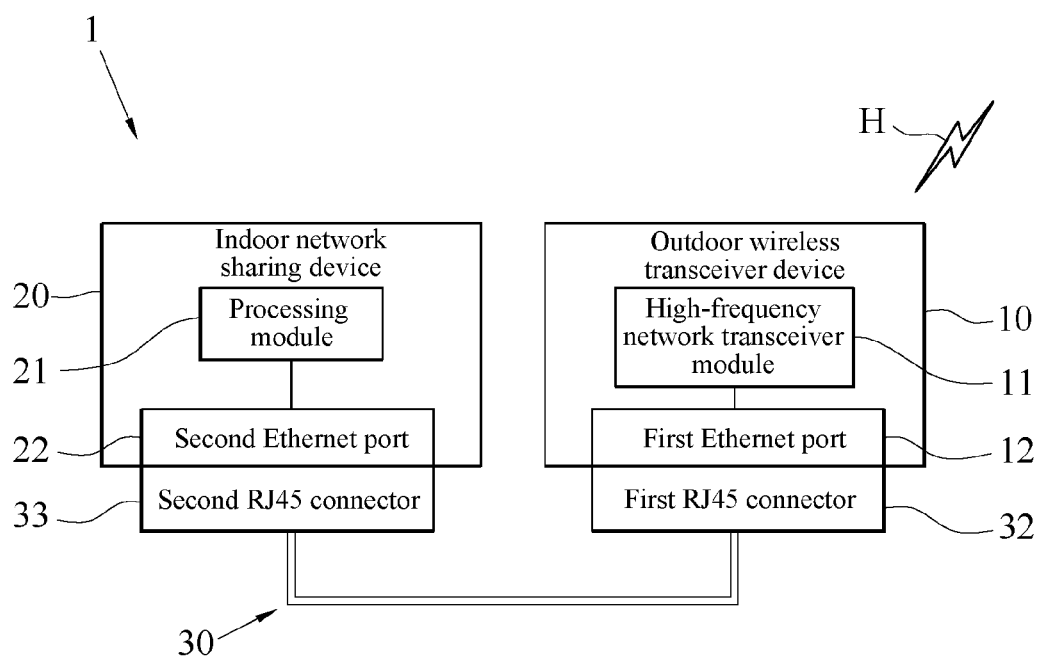 1
H
Indoor network
sharing device
Processing
module
Second Ethernet port
Second RJ45 connector
20
21
22
33
Outdoor wireless
transceiver device
High-frequency
network transceiver
module
First Ethernet port
First RJ45 connector
10
11
12
32
30